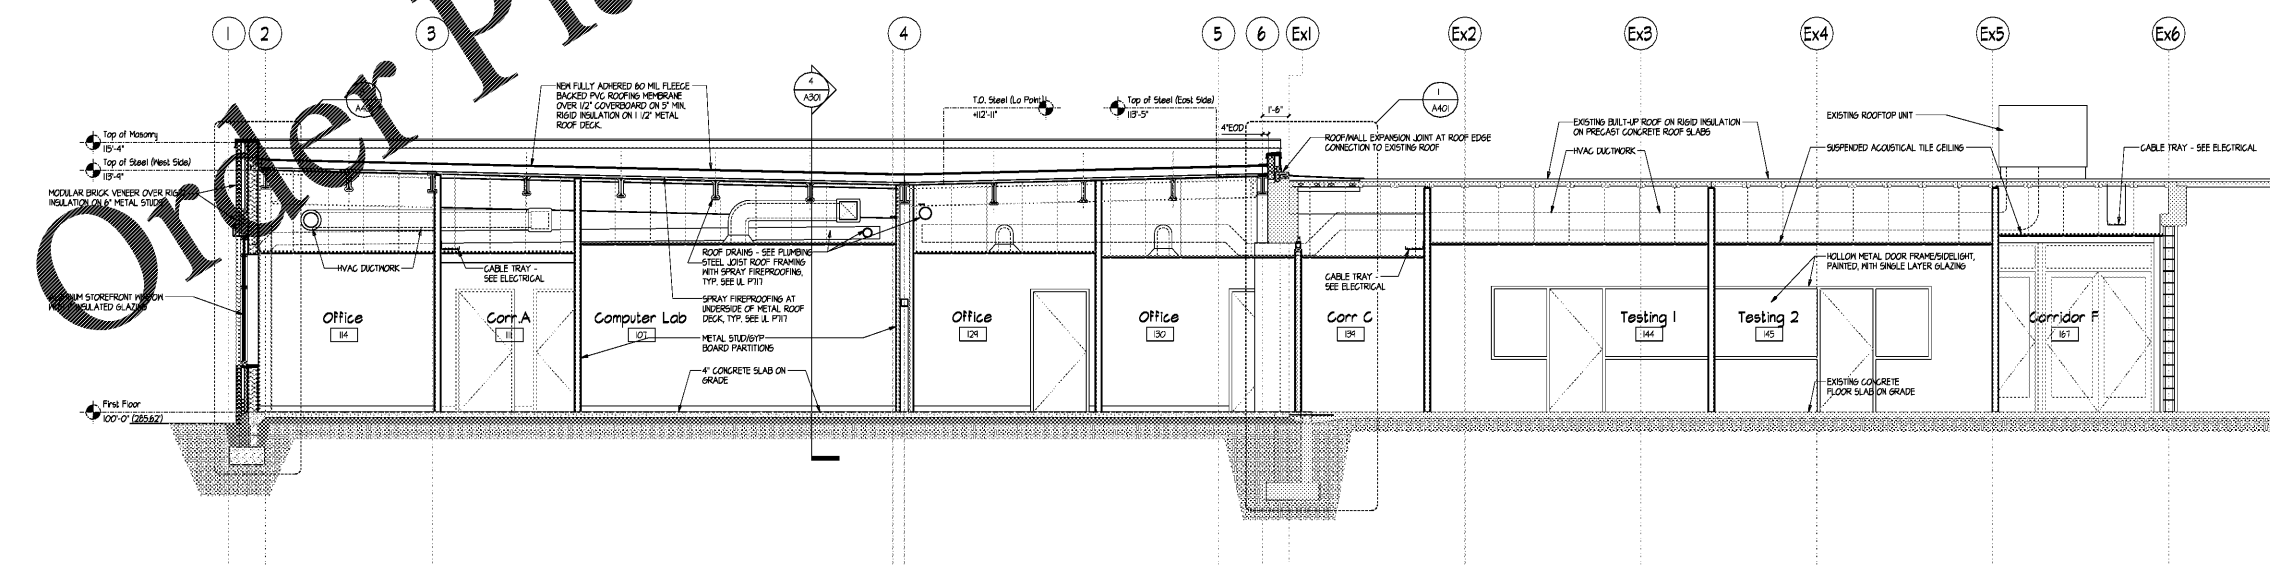 Order Pl
1
2
3
4
5
6
Ex1
Ex2
Ex3
Ex4
Ex5
Ex6
NEW FULLY ADHERED 60 MIL FLEECE
BACKED PVC ROOFING MEMBRANE
OVER 1/2" COVERBOARD ON 5" MIN.
RIGID INSULATION ON 1 1/2" METAL
ROOF DECK.
4
A301
T.O. Steel (Lo Point)
+112'-11"
Top of Steel (East Side)
113'-5"
1'-6"
4"EOD
1
A401
ROOF/WALL EXPANSION JOINT AT ROOF EDGE
CONNECTION TO EXISTING ROOF
EXISTING BUILT-UP ROOF ON RIGID INSULATION
ON PRECAST CONCRETE ROOF SLABS
HVAC DUCTWORK
EXISTING ROOFTOP UNIT
SUSPENDED ACOUSTICAL TILE CEILING
CABLE TRAY - SEE ELECTRICAL
Top of Masonry
115'-4"
Top of Steel (West Side)
113'-9"
MODULAR BRICK VENEER OVER
INSULATION ON 6" METAL STUDS
HVAC DUCTWORK
CABLE TRAY -
SEE ELECTRICAL
ROOF DRAINS - SEE PLUMBING
STEEL JOIST ROOF FRAMING
WITH SPRAY FIREPROOFING,
TYP. SEE UL P717
SPRAY FIREPROOFING AT
UNDERSIDE OF METAL ROOF
DECK, TYP. SEE UL P717
METAL STUD/GYP
BOARD PARTITIONS
4" CONCRETE SLAB ON
GRADE
CABLE TRAY -
SEE ELECTRICAL
HOLLOW METAL DOOR FRAME/SIDELIGHT,
PAINTED, WITH SINGLE LAYER GLAZING
STOREFRONT WINDOW
INSULATED GLAZING
Office
114
Corr.A
111
Computer Lab
107
Office
129
Office
130
Corr C
139
Testing 1
144
Testing 2
145
Corridor F
167
EXISTING CONCRETE
FLOOR SLAB ON GRADE
First Floor
100'-0" (285.62')